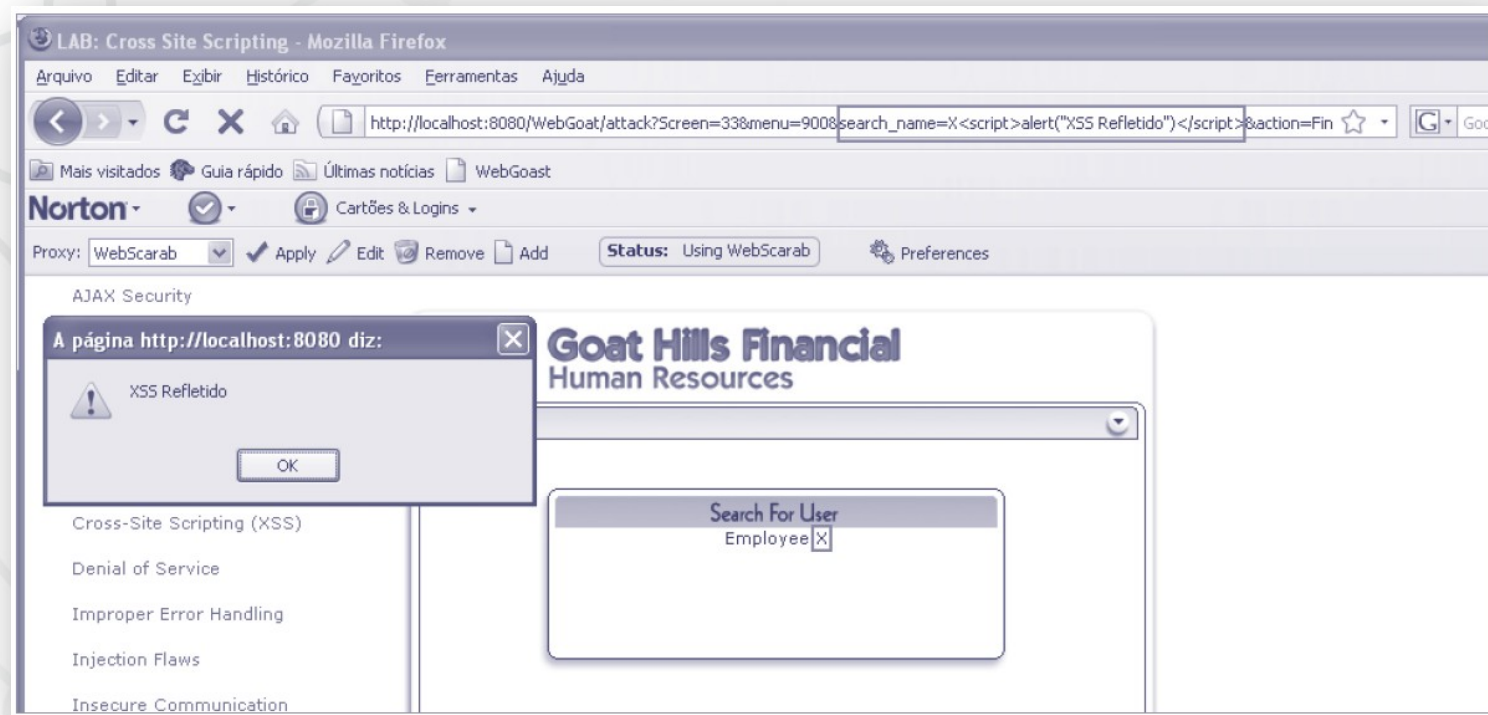 LAB: Cross Site Scripting - Mozilla Firefox
Arquivo Editar Exibir Histórico Favoritos Ferramentas Ajuda
http://localhost:8080/WebGoat/attack?Screen=33&menu=900&search_name=X<script>alert("XSS Refletido")</script>&action=Fin
G Goo
Mais visitados Guia rápido Últimas notícias WebGoast
Norton Cartões & Logins
Proxy: WebScarab Apply Edit Remove Add Status: Using WebScarab Preferences
AJAX Security
A página http://localhost:8080 diz:
XSS Refletido
OK
Goat Hills Financial
Human Resources
Search For User
Employee X
Cross-Site Scripting (XSS)
Denial of Service
Improper Error Handling
Injection Flaws
Insecure Communication